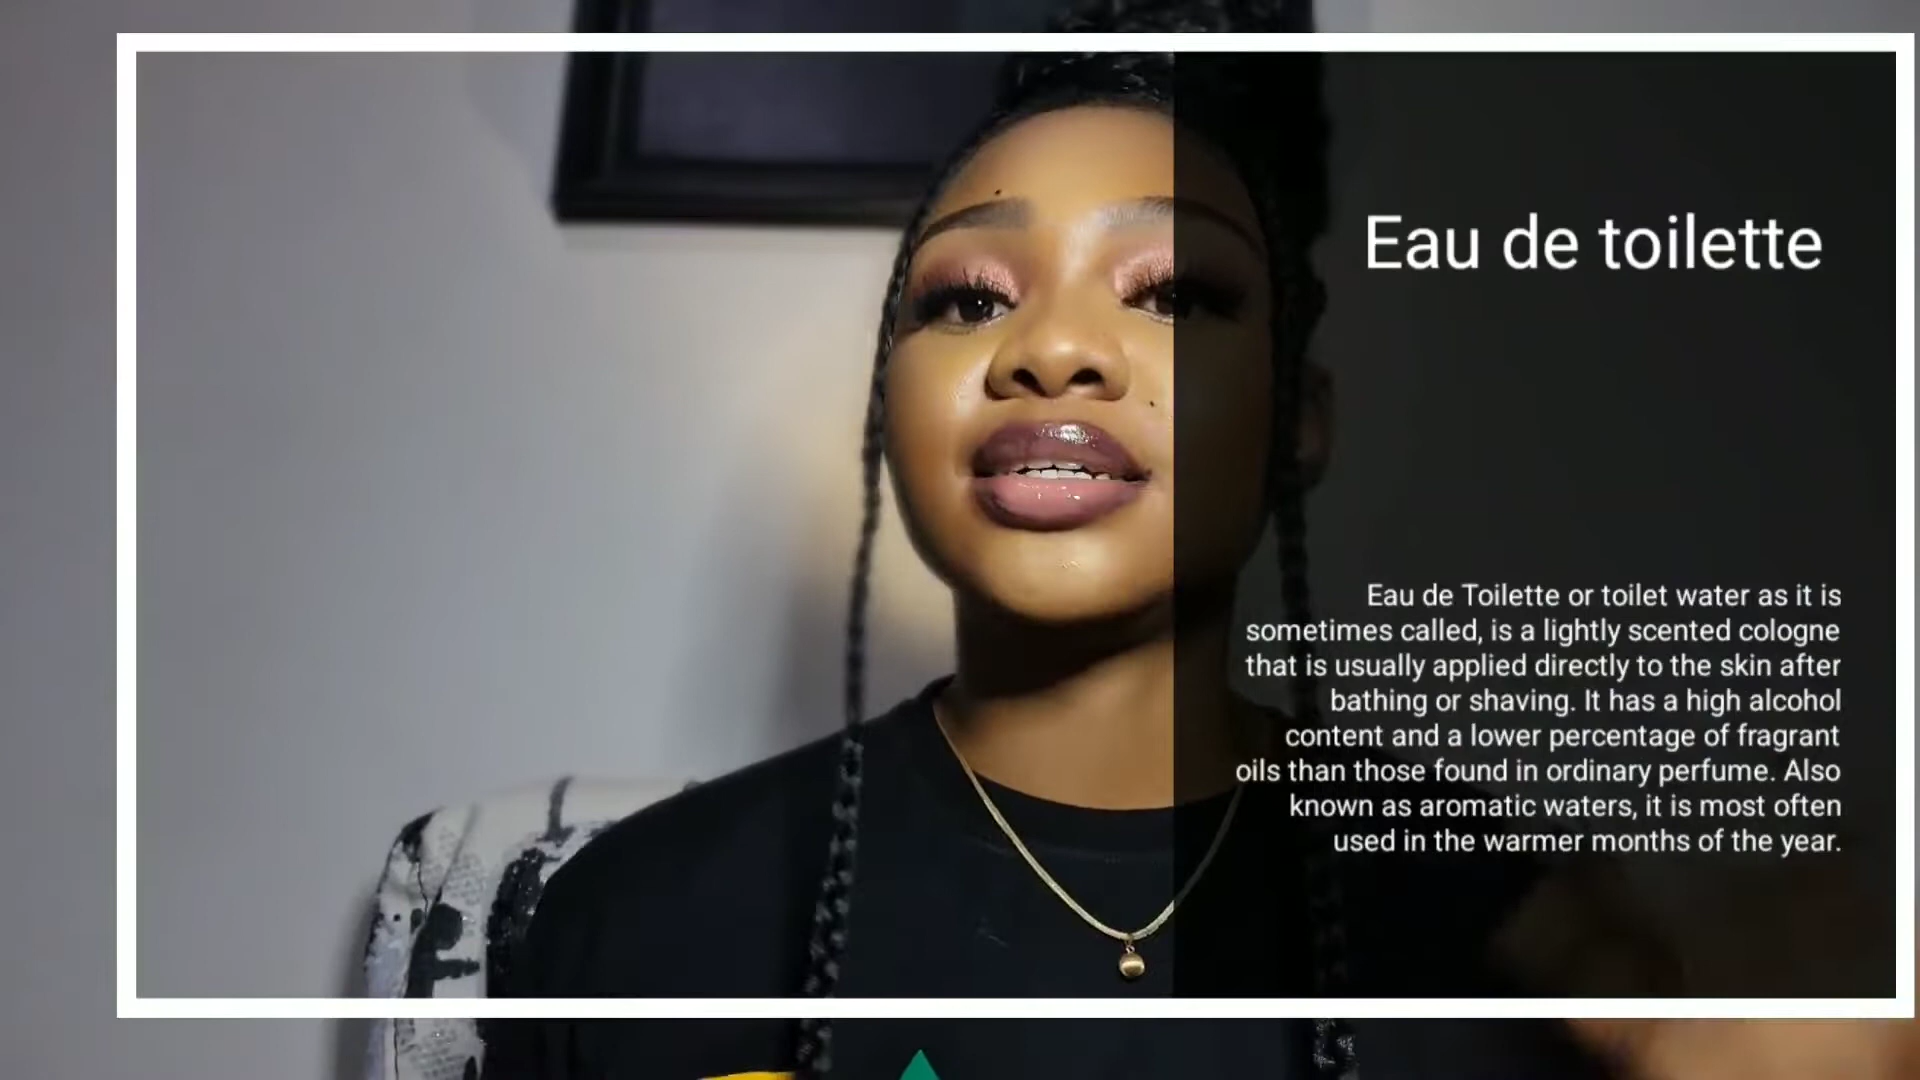 Eau de toilette
Eau de Toilette or toilet water as it is
sometimes called, is a lightly scented cologne
that is usually applied directly to the skin after
bathing or shaving. It has a high alcohol
content and a lower percentage of fragrant
oils than those found in ordinary perfume. Also
known as aromatic waters, it is most often
used in the warmer months of the year.